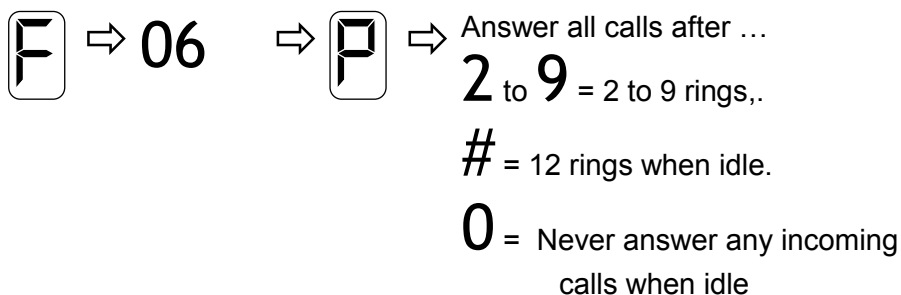 F ⇨ 06 ⇨ P ⇨ Answer all calls after …
2 to 9 = 2 to 9 rings,.
# = 12 rings when idle.
0 = Never answer any incoming
calls when idle